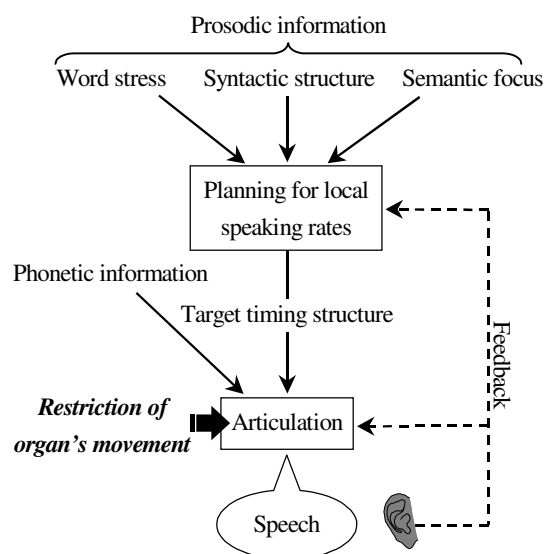 Prosodic information
Word stress Syntactic structure Semantic focus
Planning for local
speaking rates
Phonetic information
Target timing structure
Feedback
Restriction of
organ's movement
Articulation
Speech